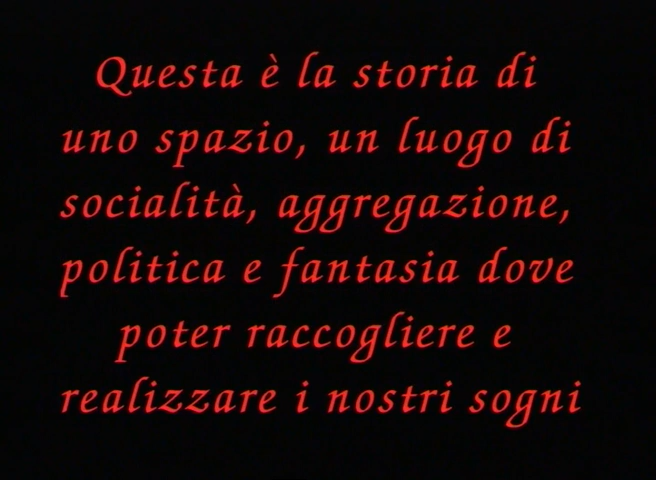 Questa è la storia di
uno spazio, un luogo di
socialità, aggregazione,
politica e fantasia dove
poter raccogliere e
realizzare i nostri sogni